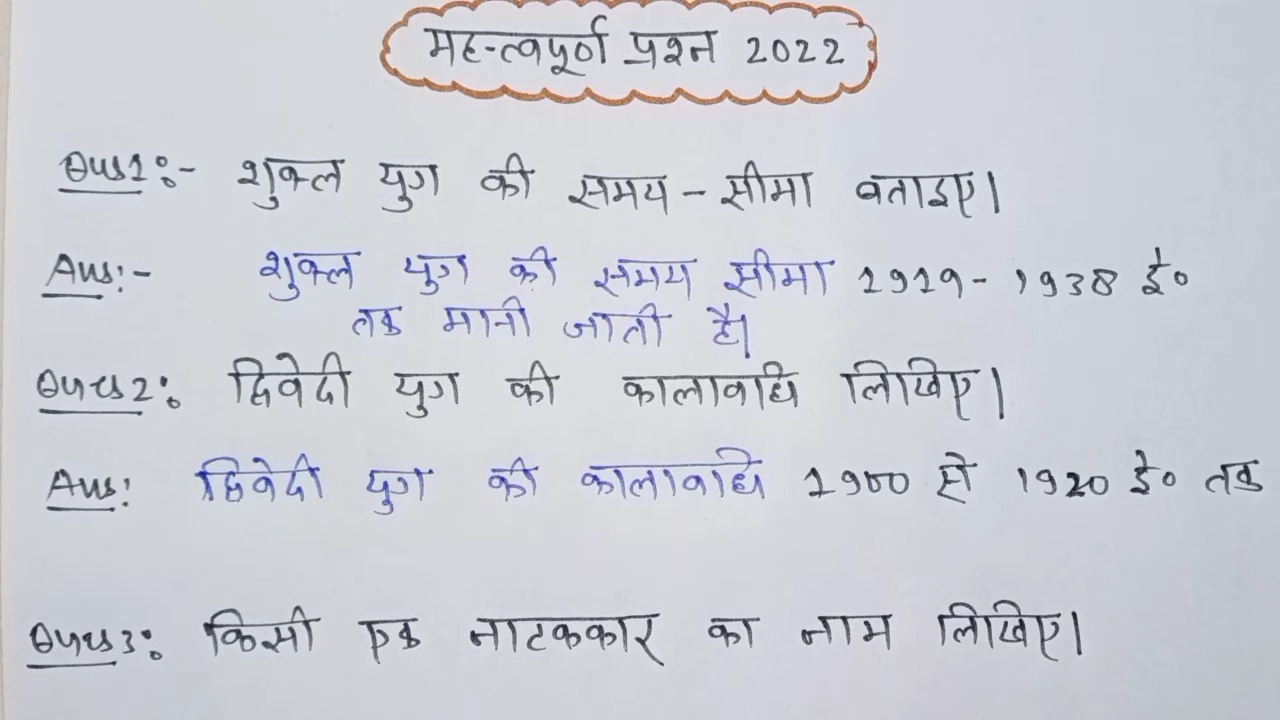 महत्वपूर्ण प्रश्न 2022
Ques1:- शुक्ल युग की समय-सीमा बताइए।
Ans:- शुक्ल युग की समय सीमा 1919-1938 ई०
तक मानी जाती है।
Ques2: द्विवेदी युग की कालावधि लिखिए।
Ans: द्विवेदी युग की कालावधि 1900 से 1920 ई० तक
Ques3: किसी एक नाटककार का नाम लिखिए।